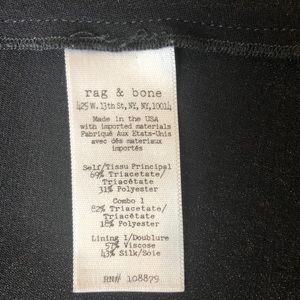 rag & bone
425 W. 13th St, NY, NY, 10014
Made in the USA
with imported materials
Fabriqué Aux Etats-Unis
avec dés materiaux
importés
Self/Tissu Principal
69% Triacetate/
Triacétate
31% Polyester
Combo 1
82% Triacetate/
Triacétate
18% Polyester
Lining 1/Doublure
57% Viscose
43% Silk/Soie
RN# 108879